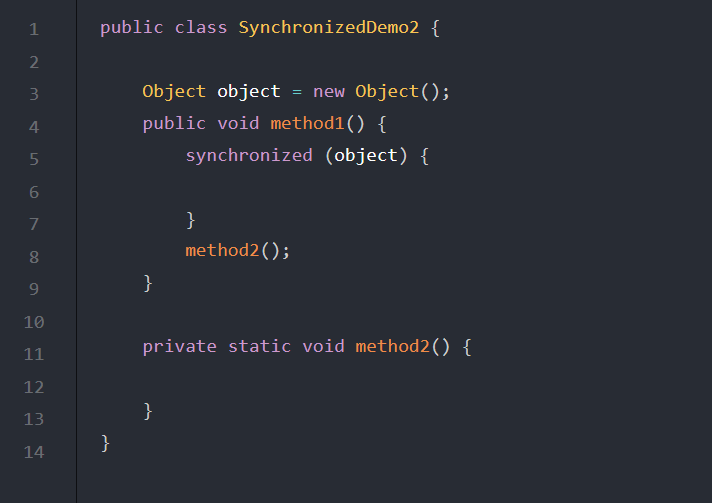 1 public class SynchronizedDemo2 {
2
3 Object object = new Object();
4 public void method1() {
5 synchronized (object) {
6
7 }
8 method2();
9 }
10
11 private static void method2() {
12
13 }
14 }